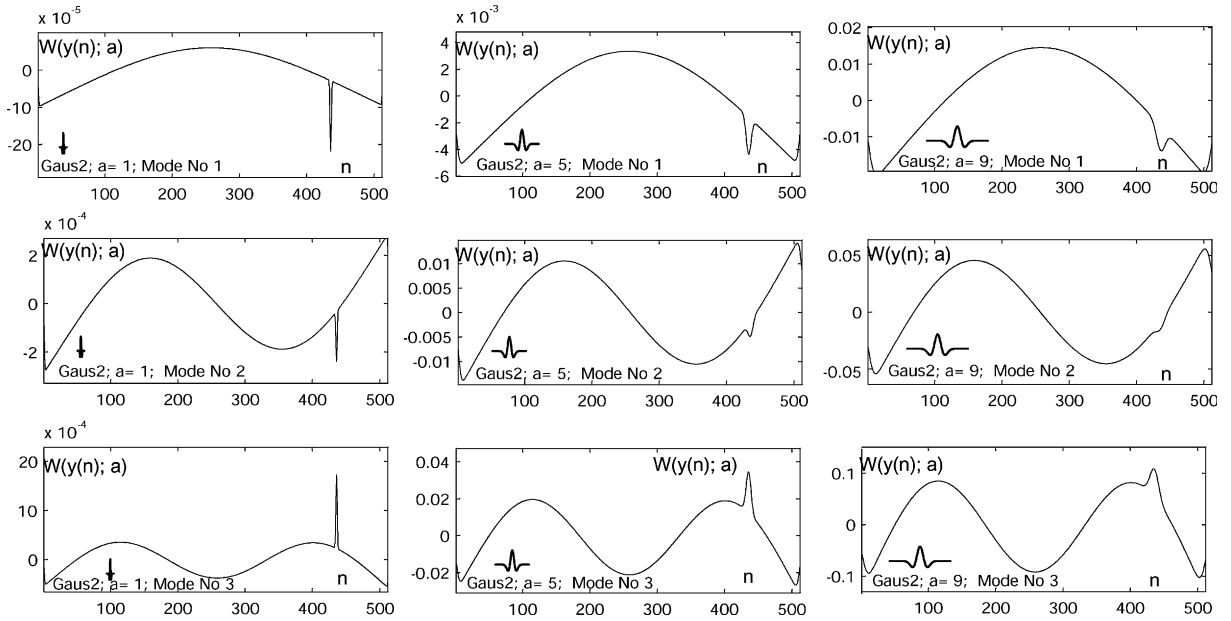 x 10⁻⁵
W(y(n); a)
0
-10
-20
Gaus2; a= 1; Mode No 1
n
100 200 300 400 500
x 10⁻³
W(y(n); a)
4
2
0
-2
-4
-6
Gaus2; a= 5; Mode No 1
n
100 200 300 400 500
0.02
W(y(n); a)
0.01
0
-0.01
Gaus2; a= 9; Mode No 1
n
100 200 300 400 500
x 10⁻⁴
W(y(n); a)
2
0
-2
Gaus2; a= 1; Mode No 2
100 200 300 400 500
W(y(n); a)
0.01
0.005
0
-0.005
-0.01
Gaus2; a= 5; Mode No 2
100 200 300 400 500
W(y(n); a)
0.05
0
-0.05
Gaus2; a= 9; Mode No 2
n
100 200 300 400 500
x 10⁻⁴
20
W(y(n); a)
10
0
Gaus2; a= 1; Mode No 3
n
100 200 300 400 500
0.04
W(y(n); a)
0.02
0
-0.02
Gaus2; a= 5; Mode No 3
n
100 200 300 400 500
W(y(n); a)
0.1
0
-0.1
Gaus2; a= 9; Mode No 3
n
100 200 300 400 500